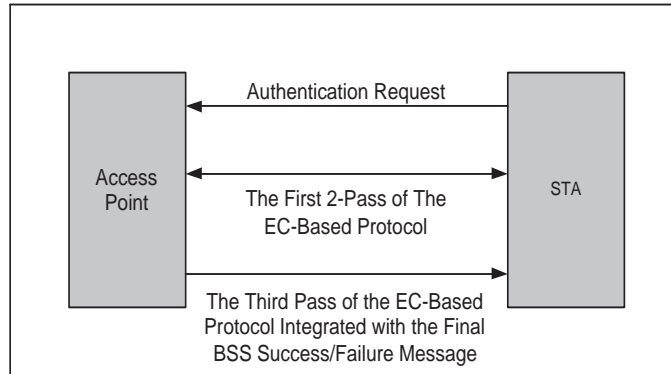 Authentication Request
Access
Point
STA
The First 2-Pass of The
EC-Based Protocol
The Third Pass of the EC-Based
Protocol Integrated with the Final
BSS Success/Failure Message